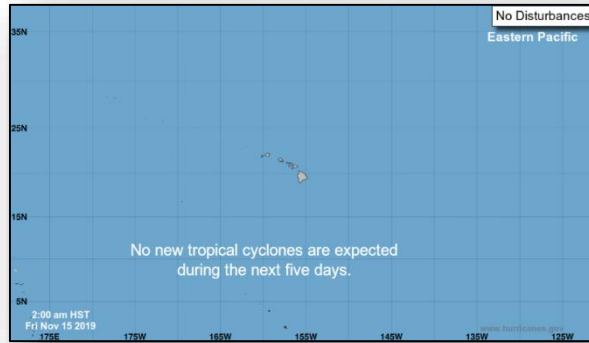 No Disturbances
35N
Eastern Pacific
25N
15N
No new tropical cyclones are expected
during the next five days.
5N
2:00 am HST
Fri Nov 15 2019
www.hurricanes.gov
175E 175W 165W 155W 145W 135W 125W